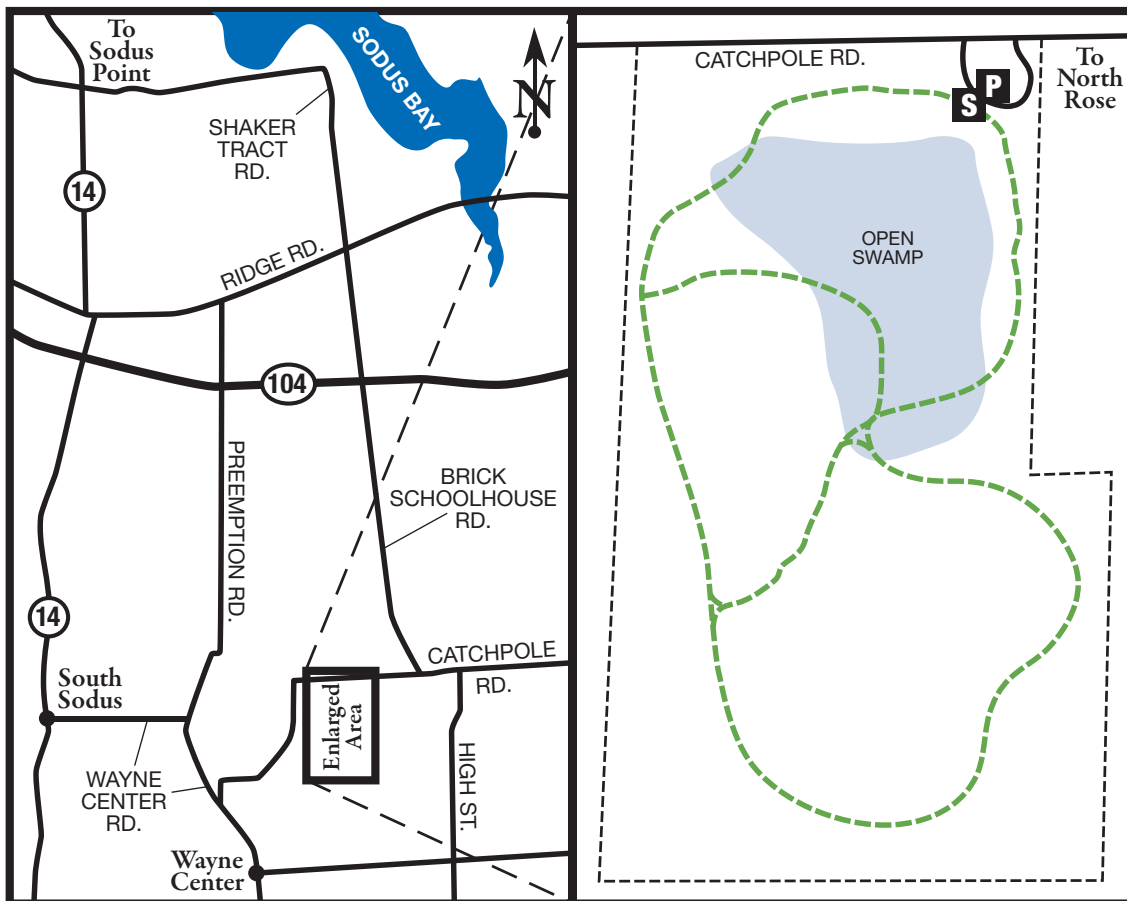 To
Sodus
Point
SHAKER
TRACT
RD.
SODUS BAY
N
14
RIDGE RD.
104
PREEMPTION RD.
BRICK
SCHOOLHOUSE
RD.
14
South
Sodus
CATCHPOLE
RD.
Enlarged
Area
WAYNE
CENTER
RD.
HIGH ST.
Wayne
Center
CATCHPOLE RD.
P
S
To
North
Rose
OPEN
SWAMP